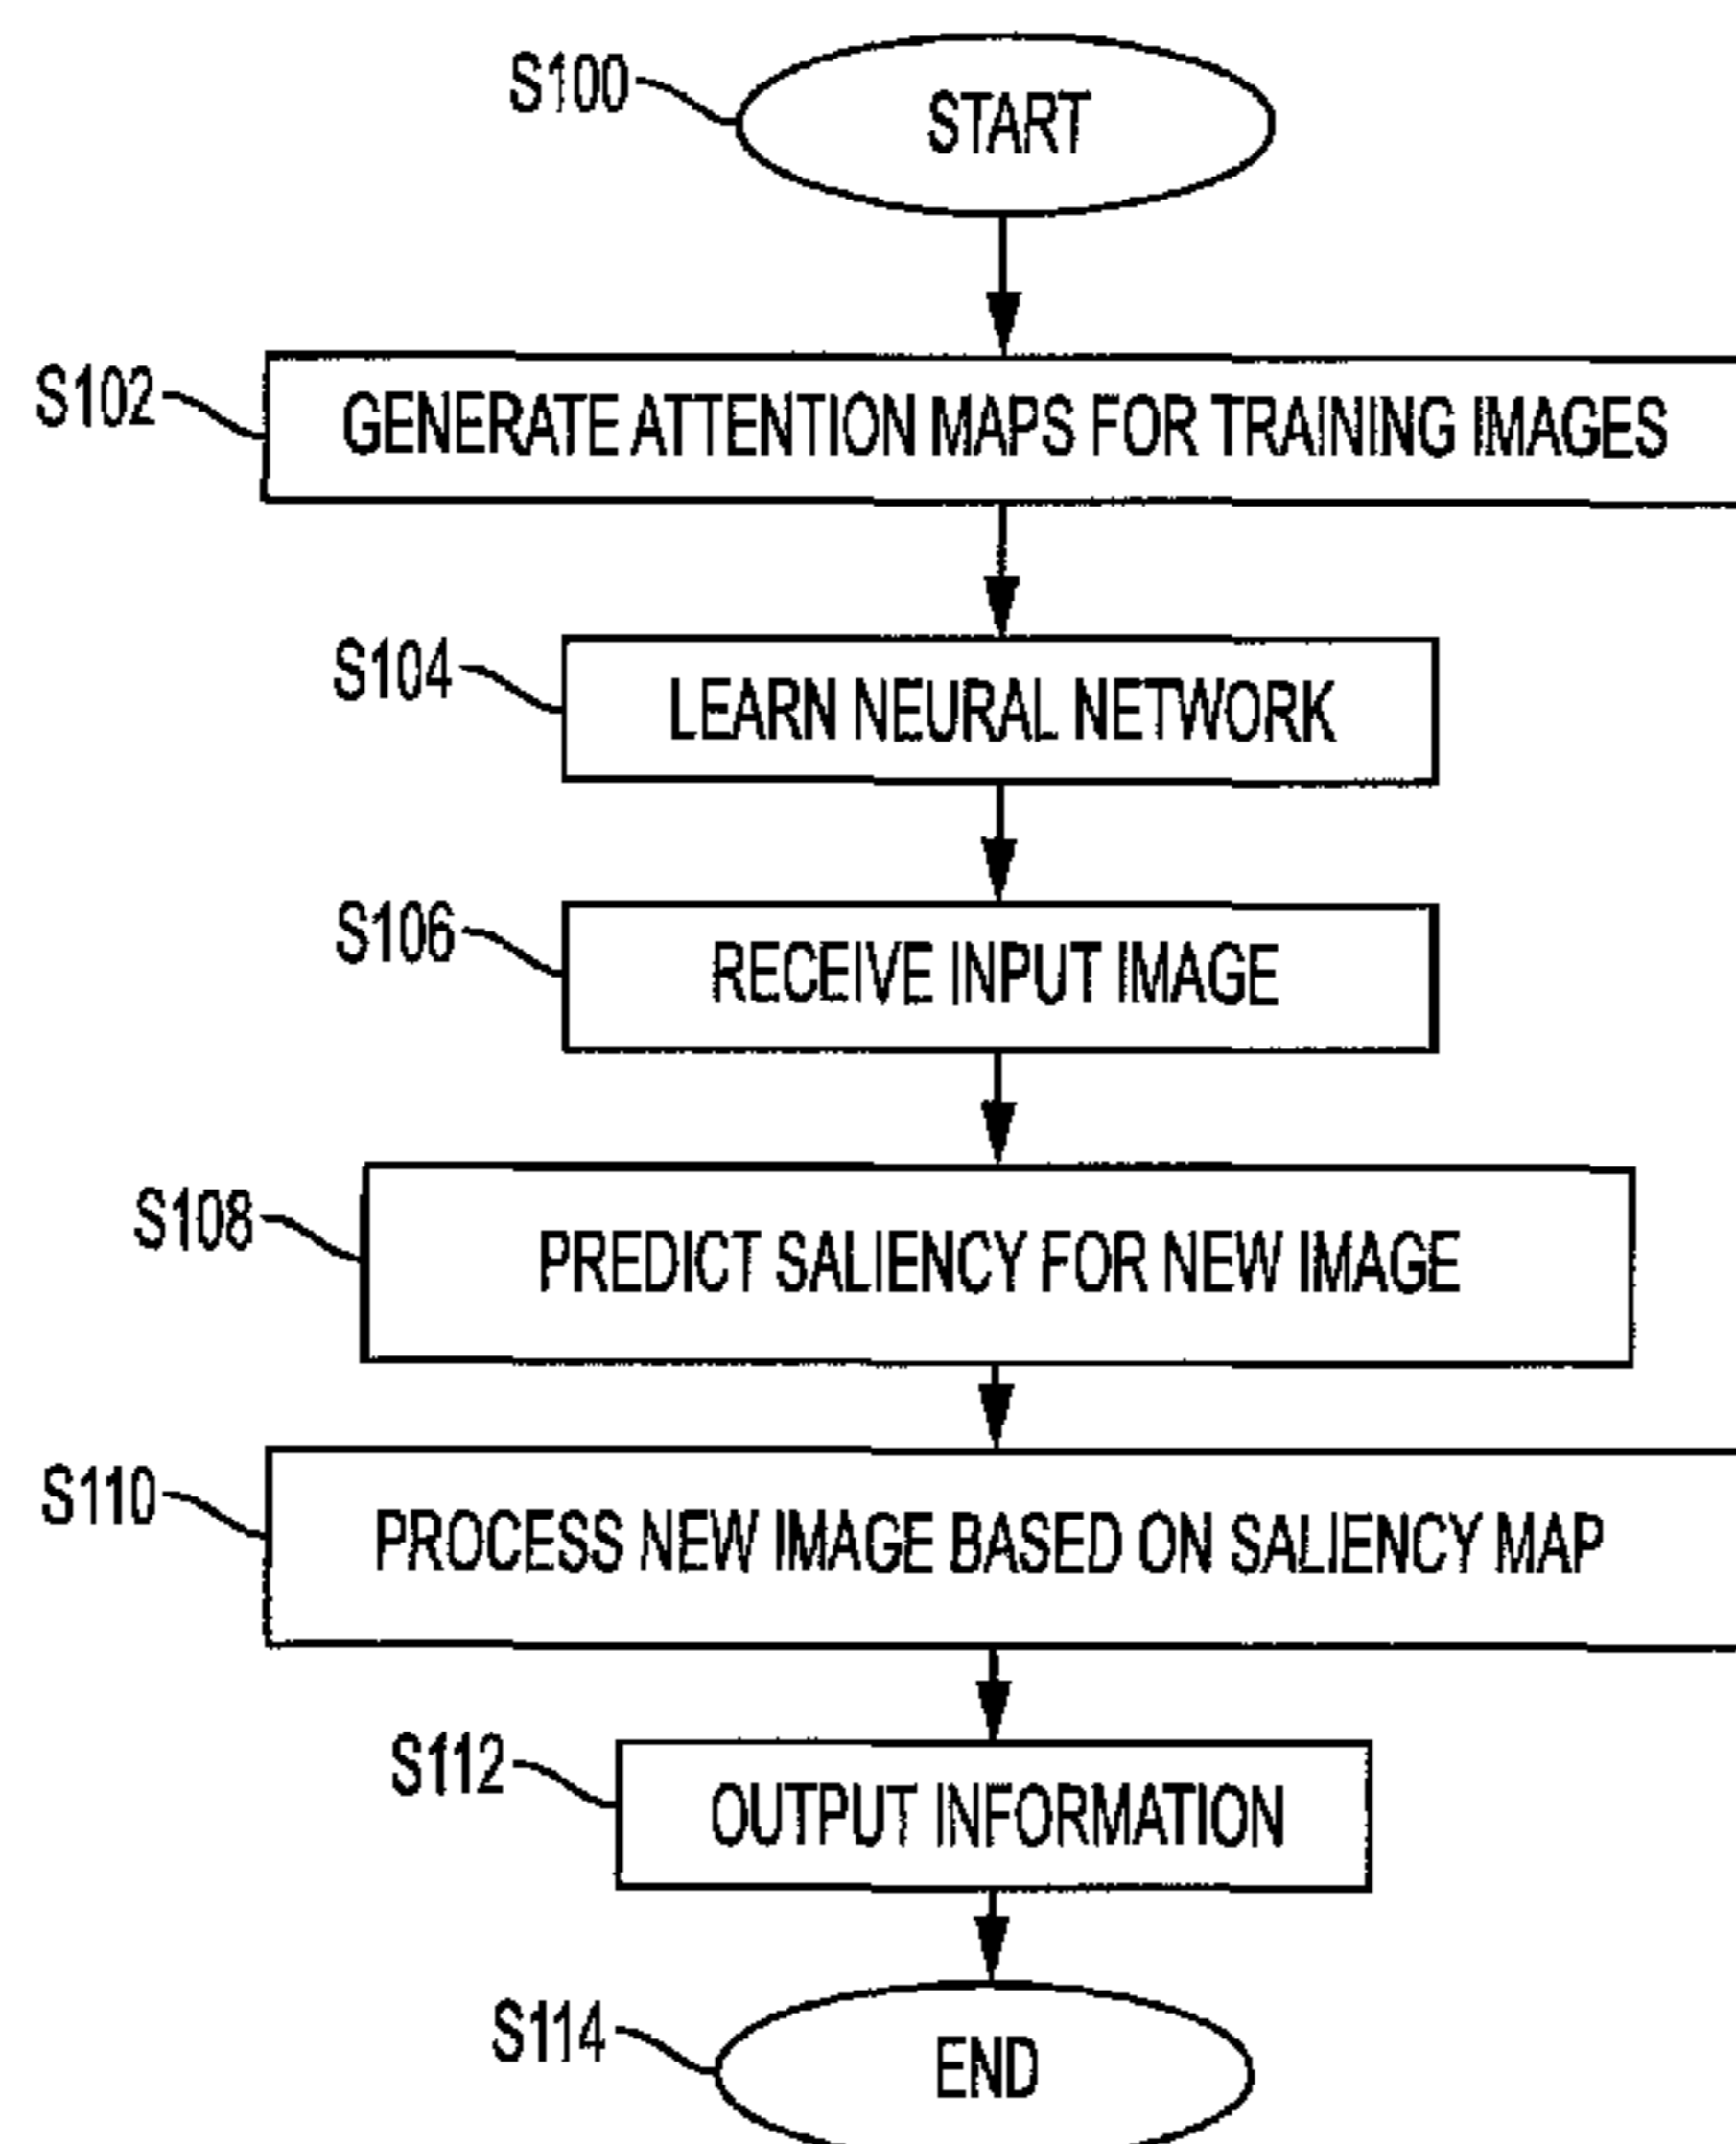 S100
START
S102
GENERATE ATTENTION MAPS FOR TRAINING IMAGES
S104
LEARN NEURAL NETWORK
S106
RECEIVE INPUT IMAGE
S108
PREDICT SALIENCY FOR NEW IMAGE
S110
PROCESS NEW IMAGE BASED ON SALIENCY MAP
S112
OUTPUT INFORMATION
S114
END